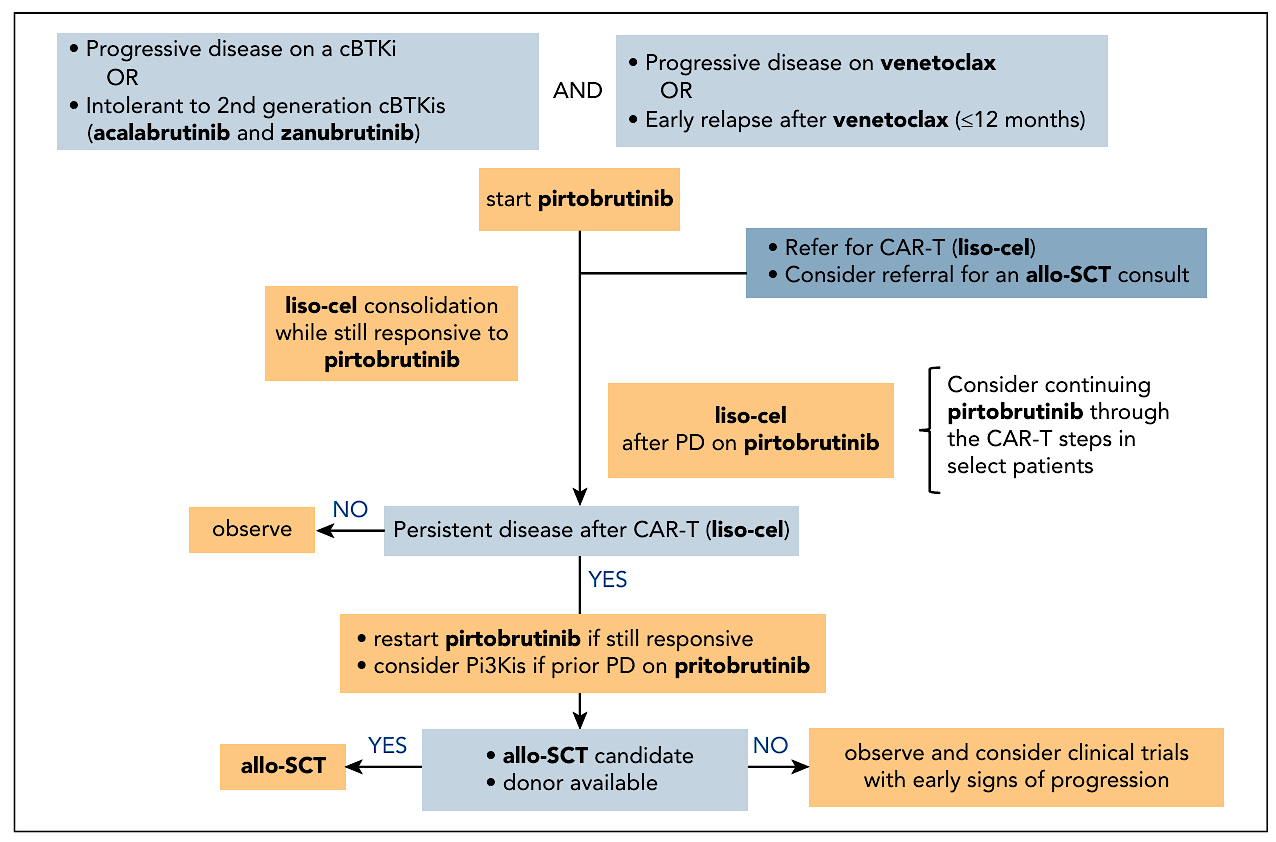 • Progressive disease on a cBTKi
OR
• Intolerant to 2nd generation cBTKis
(acalabrutinib and zanubrutinib)
AND
• Progressive disease on venetoclax
OR
• Early relapse after venetoclax (≤12 months)
start pirtobrutinib
• Refer for CAR-T (liso-cel)
• Consider referral for an allo-SCT consult
liso-cel consolidation
while still responsive to
pirtobrutinib
liso-cel
after PD on pirtobrutinib
Consider continuing
pirtobrutinib through
the CAR-T steps in
select patients
observe
NO
Persistent disease after CAR-T (liso-cel)
YES
• restart pirtobrutinib if still responsive
• consider Pi3Kis if prior PD on pritobrutinib
allo-SCT
YES
• allo-SCT candidate
• donor available
NO
observe and consider clinical trials
with early signs of progression